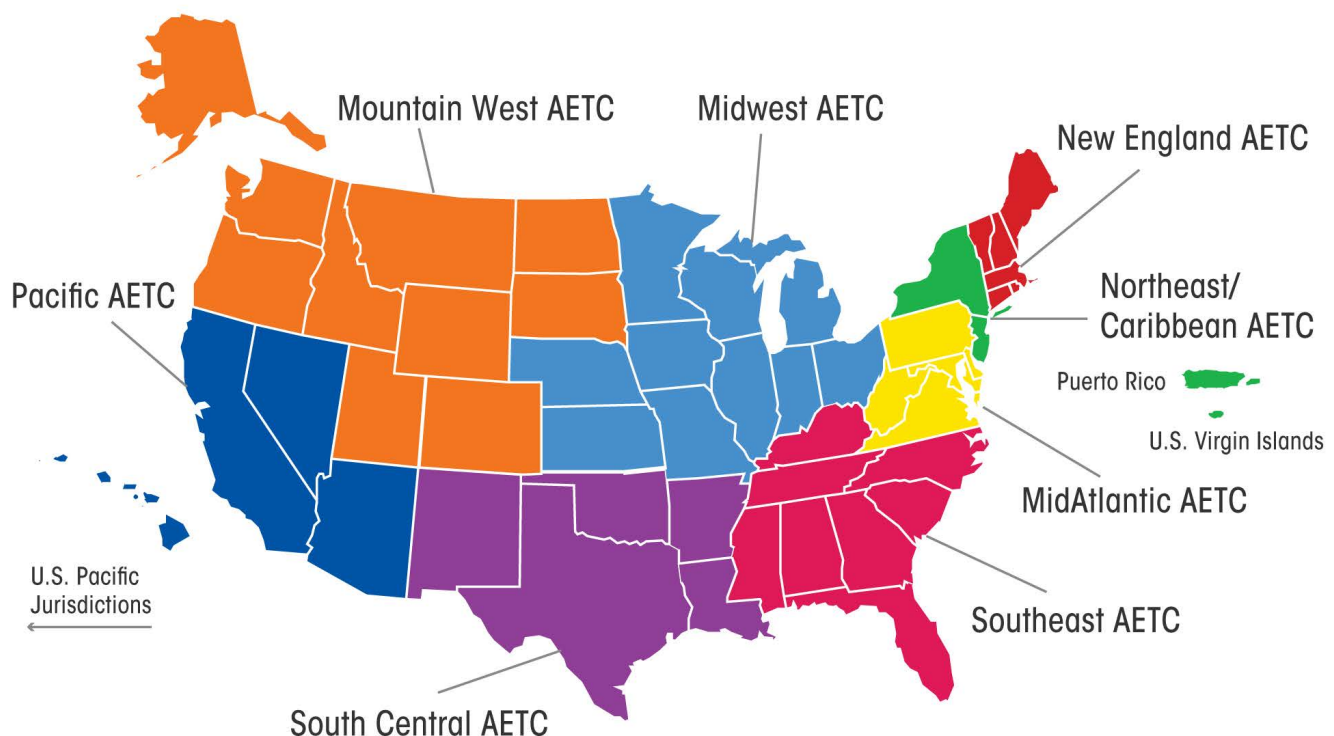 Mountain West AETC
Midwest AETC
New England AETC
Pacific AETC
Northeast/
Caribbean AETC
Puerto Rico
U.S. Virgin Islands
MidAtlantic AETC
U.S. Pacific
Jurisdictions
Southeast AETC
South Central AETC